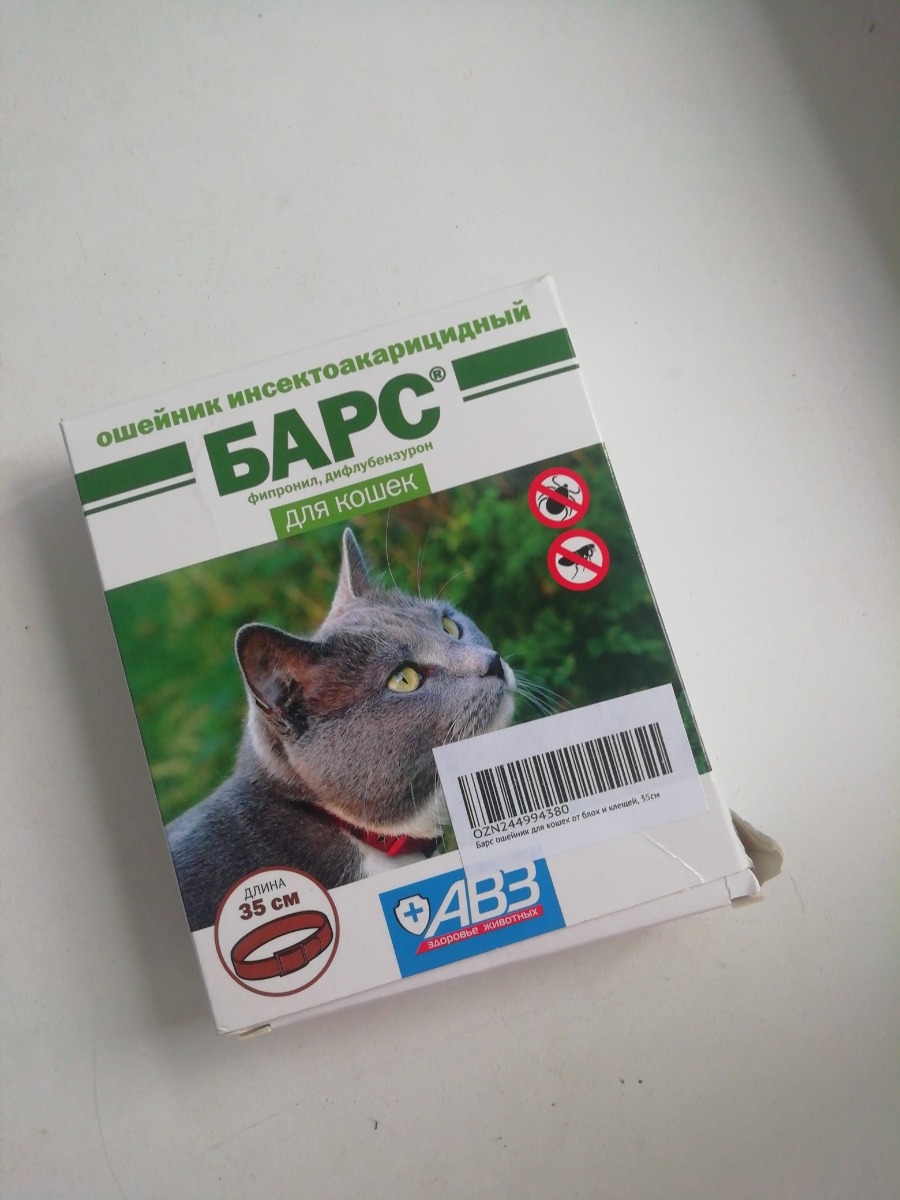 ошейник инсектоакарицидный
БАРС®
фипронил, дифлубензурон
для кошек
OZN244994380
Барс ошейник для кошек от блох и клещей, 35см
ДЛИНА
35 см
АВЗ
здоровье животных